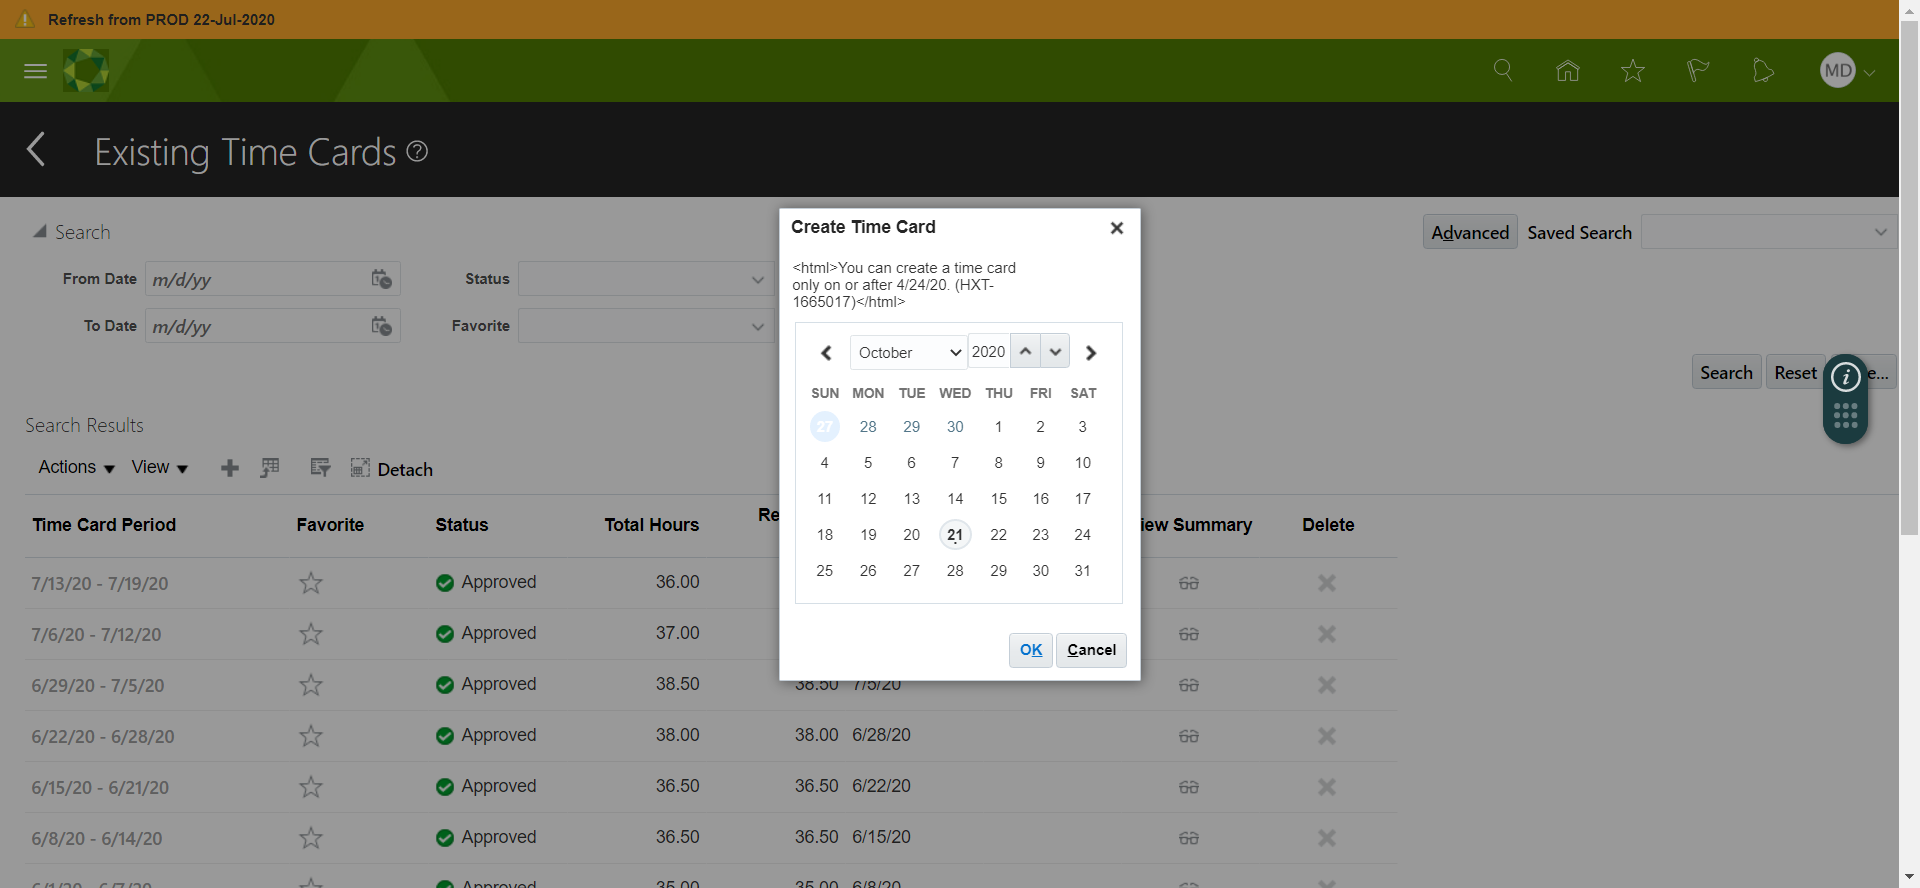 Refresh from PROD 22-Jul-2020
MD
Existing Time Cards ?
Search
Advanced Saved Search
From Date m/d/yy Status
To Date m/d/yy Favorite
Search Reset e...
Search Results
Actions View Detach
Time Card Period Favorite Status Total Hours Re iew Summary Delete
7/13/20 - 7/19/20 Approved 36.00
7/6/20 - 7/12/20 Approved 37.00
6/29/20 - 7/5/20 Approved 38.50 38.50 7/5/20
6/22/20 - 6/28/20 Approved 38.00 38.00 6/28/20
6/15/20 - 6/21/20 Approved 36.50 36.50 6/22/20
6/8/20 - 6/14/20 Approved 36.50 36.50 6/15/20
6/1/20 - 6/7/20 Approved 35.00 35.00 6/8/20
Create Time Card
<html>You can create a time card
only on or after 4/24/20. (HXT-
1665017)</html>
October 2020
SUN MON TUE WED THU FRI SAT
27 28 29 30 1 2 3
4 5 6 7 8 9 10
11 12 13 14 15 16 17
18 19 20 21 22 23 24
25 26 27 28 29 30 31
OK Cancel